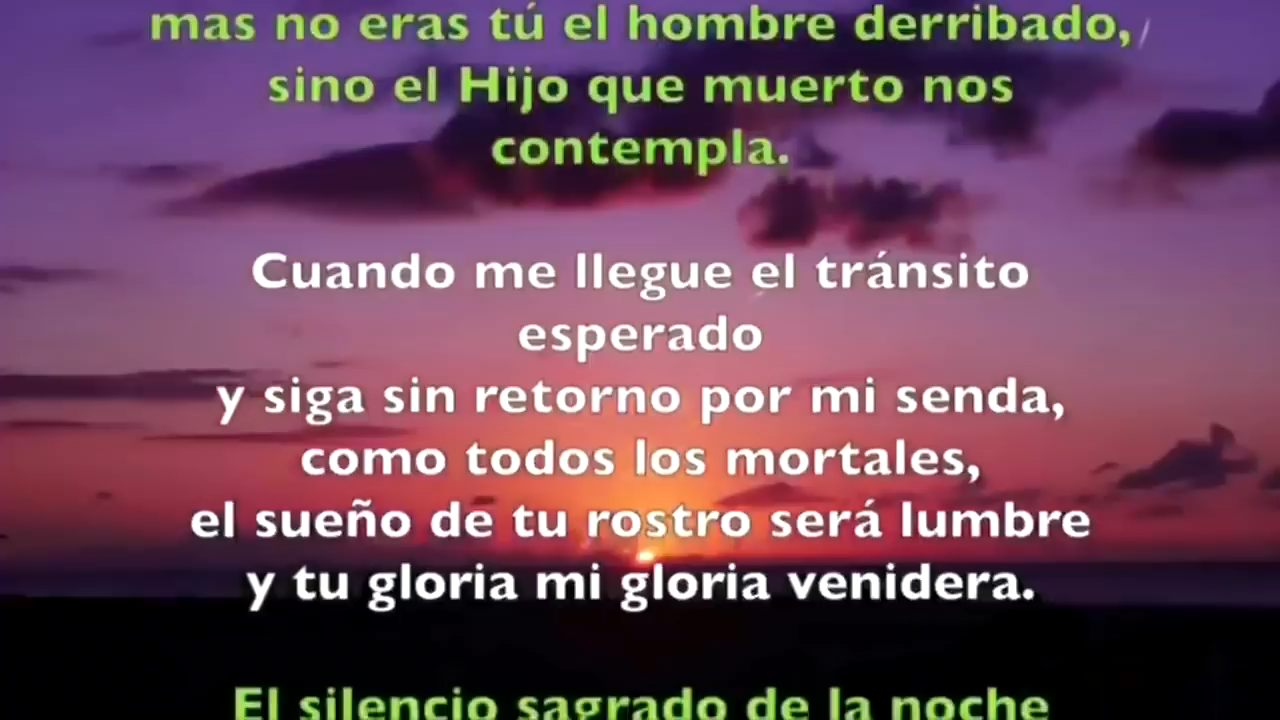 mas no eras tú el hombre derribado,
sino el Hijo que muerto nos
contempla.
Cuando me llegue el tránsito
esperado
y siga sin retorno por mi senda,
como todos los mortales,
el sueño de tu rostro será lumbre
y tu gloria mi gloria venidera.
El silencio sagrado de la noche